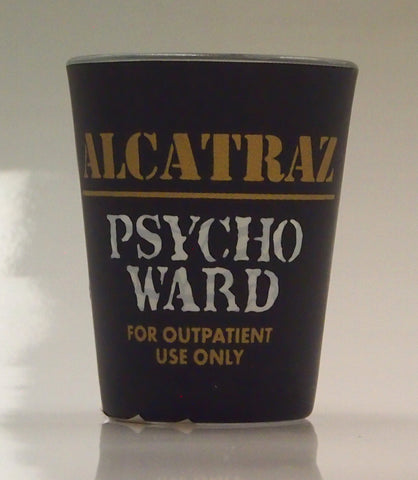 ALCATRAZ
PSYCHO
WARD
FOR OUTPATIENT
USE ONLY